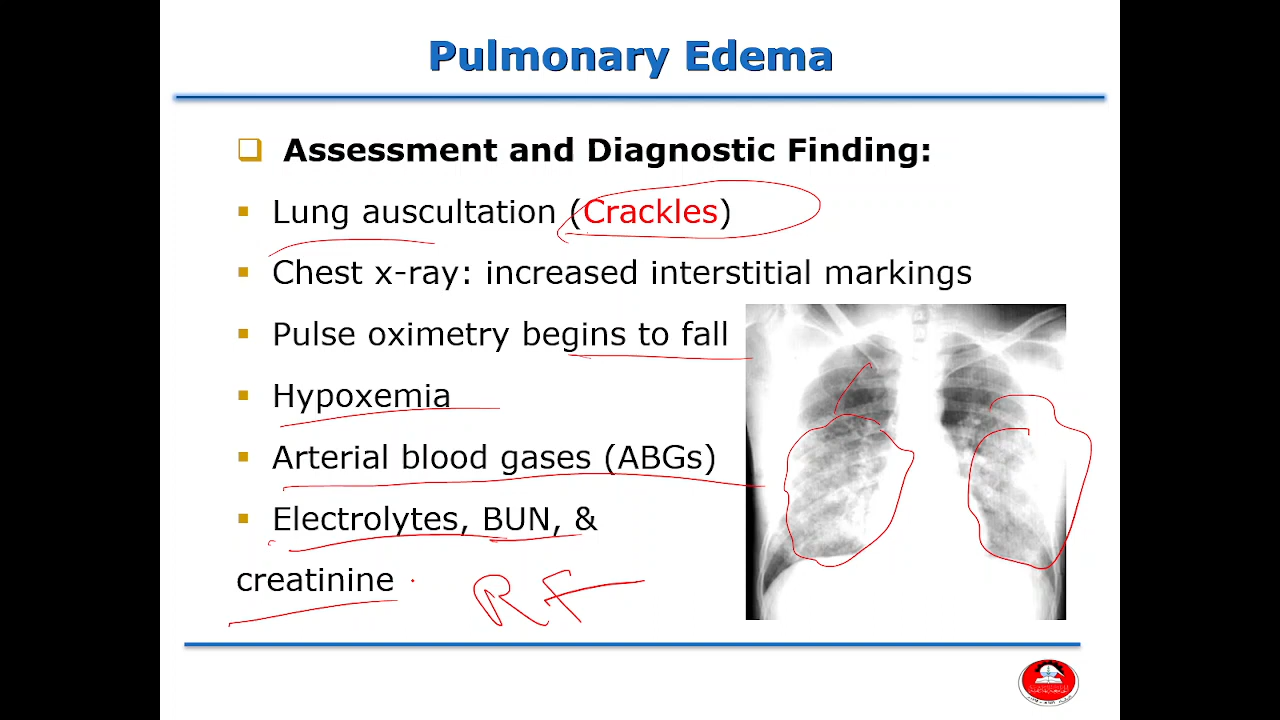 Pulmonary Edema
❑ Assessment and Diagnostic Finding:
▪ Lung auscultation (Crackles)
▪ Chest x-ray: increased interstitial markings
▪ Pulse oximetry begins to fall
▪ Hypoxemia
▪ Arterial blood gases (ABGs)
▪ Electrolytes, BUN, &
creatinine
RF